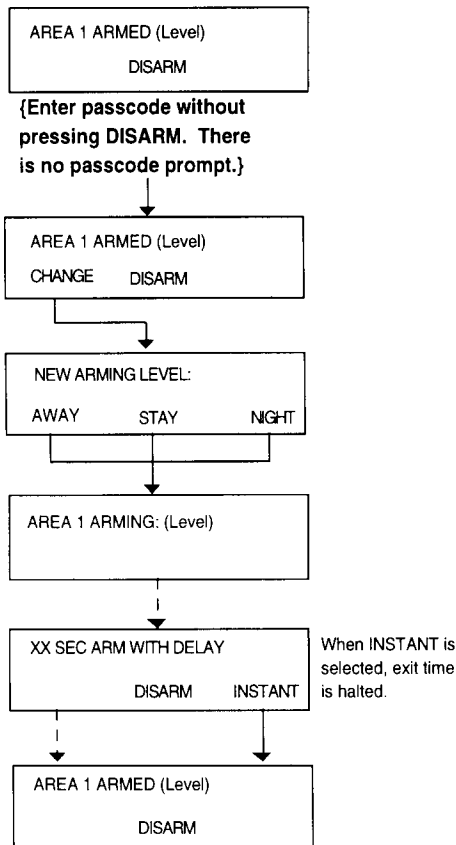 AREA 1 ARMED (Level)
DISARM
{Enter passcode without
pressing DISARM. There
is no passcode prompt.}
AREA 1 ARMED (Level)
CHANGE DISARM
NEW ARMING LEVEL:
AWAY STAY NIGHT
AREA 1 ARMING: (Level)
XX SEC ARM WITH DELAY
DISARM INSTANT
When INSTANT is
selected, exit time
is halted.
AREA 1 ARMED (Level)
DISARM